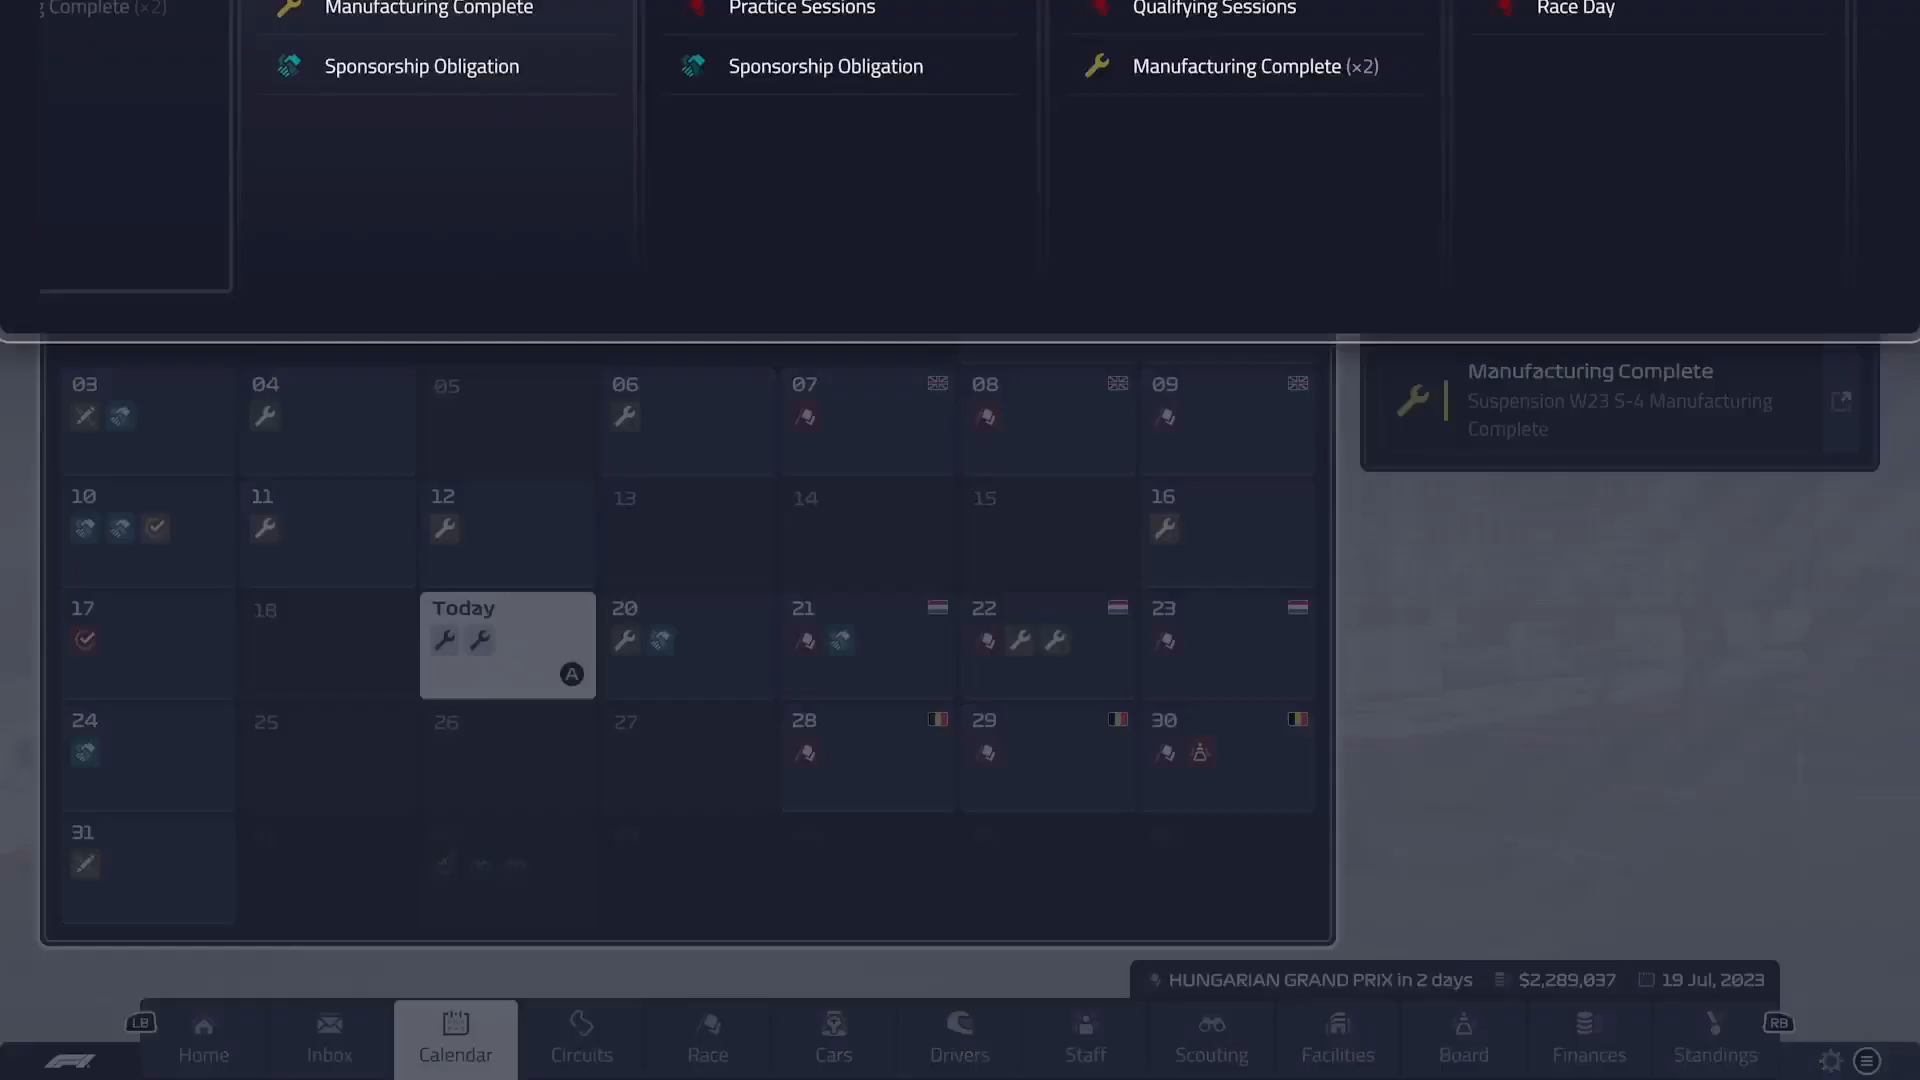 Complete (×2)
Manufacturing Complete
Practice Sessions
Qualifying Sessions
Race Day
Sponsorship Obligation
Sponsorship Obligation
Manufacturing Complete (×2)
03
04
05
06
07
08
09
Manufacturing Complete
Suspension W23 S-4 Manufacturing
Complete
10
11
12
13
14
15
16
17
18
Today
20
21
22
23
A
24
25
26
27
28
29
30
31
HUNGARIAN GRAND PRIX in 2 days
$2,289,037
19 Jul, 2023
LB
Home
Inbox
Calendar
Circuits
Race
Cars
Drivers
Staff
Scouting
Facilities
Board
Finances
Standings
RB